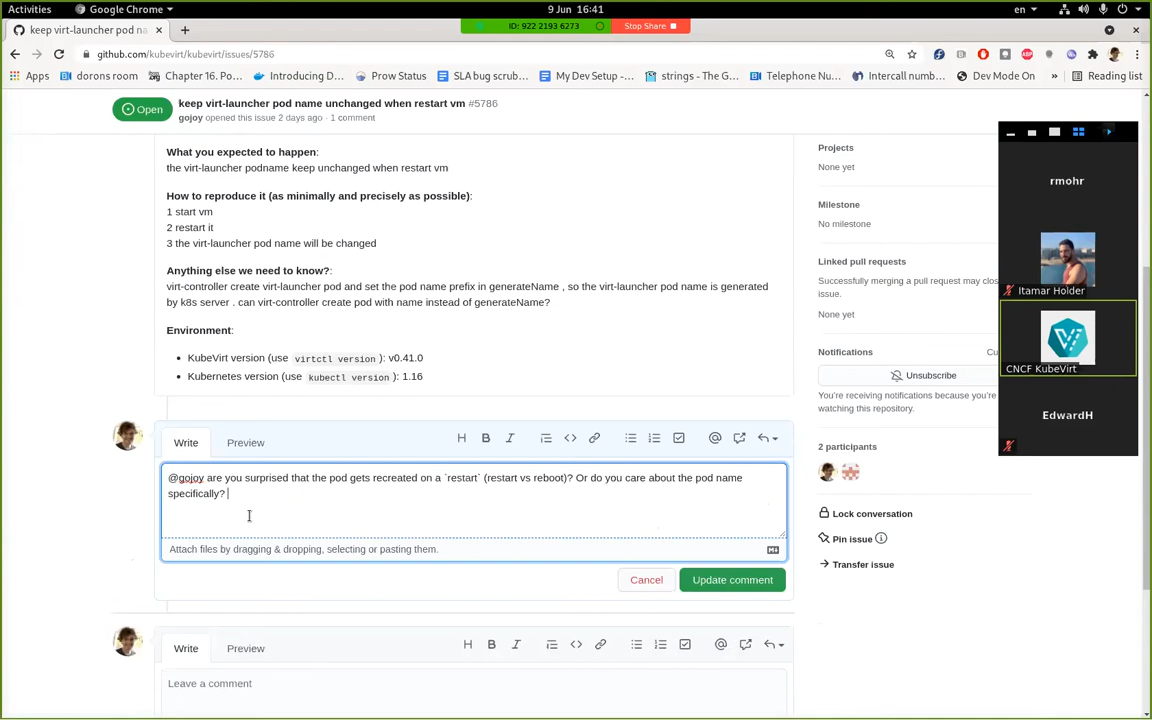 Activities
Google Chrome
9 Jun 16:41
en
keep virt-launcher pod na
ID: 922 2193 6273
Stop Share
github.com/kubevirt/kubevirt/issues/5786
Apps
dorons room
Chapter 16. Po...
Introducing D...
Prow Status
SLA bug scrub...
My Dev Setup -...
strings - The G...
Telephone Nu...
Intercall numb...
Dev Mode On
»
Reading list
Open
keep virt-launcher pod name unchanged when restart vm #5786
gojoy opened this issue 2 days ago · 1 comment
What you expected to happen:
the virt-launcher podname keep unchanged when restart vm
How to reproduce it (as minimally and precisely as possible):
1 start vm
2 restart it
3 the virt-launcher pod name will be changed
Anything else we need to know?:
virt-controller create virt-launcher pod and set the pod name prefix in generateName , so the virt-launcher pod name is generated
by k8s server . can virt-controller create pod with name instead of generateName?
Environment:
• KubeVirt version (use virtctl version ): v0.41.0
• Kubernetes version (use kubectl version ): 1.16
Write
Preview
@gojoy are you surprised that the pod gets recreated on a `restart` (restart vs reboot)? Or do you care about the pod name
specifically?
Attach files by dragging & dropping, selecting or pasting them.
Cancel
Update comment
Write
Preview
Leave a comment
Projects
None yet
Milestone
No milestone
Linked pull requests
Successfully merging a pull request may clos
issue.
None yet
Notifications
Cu
Unsubscribe
You're receiving notifications because you're
watching this repository.
2 participants
Lock conversation
Pin issue
Transfer issue
rmohr
Itamar Holder
CNCF KubeVirt
EdwardH